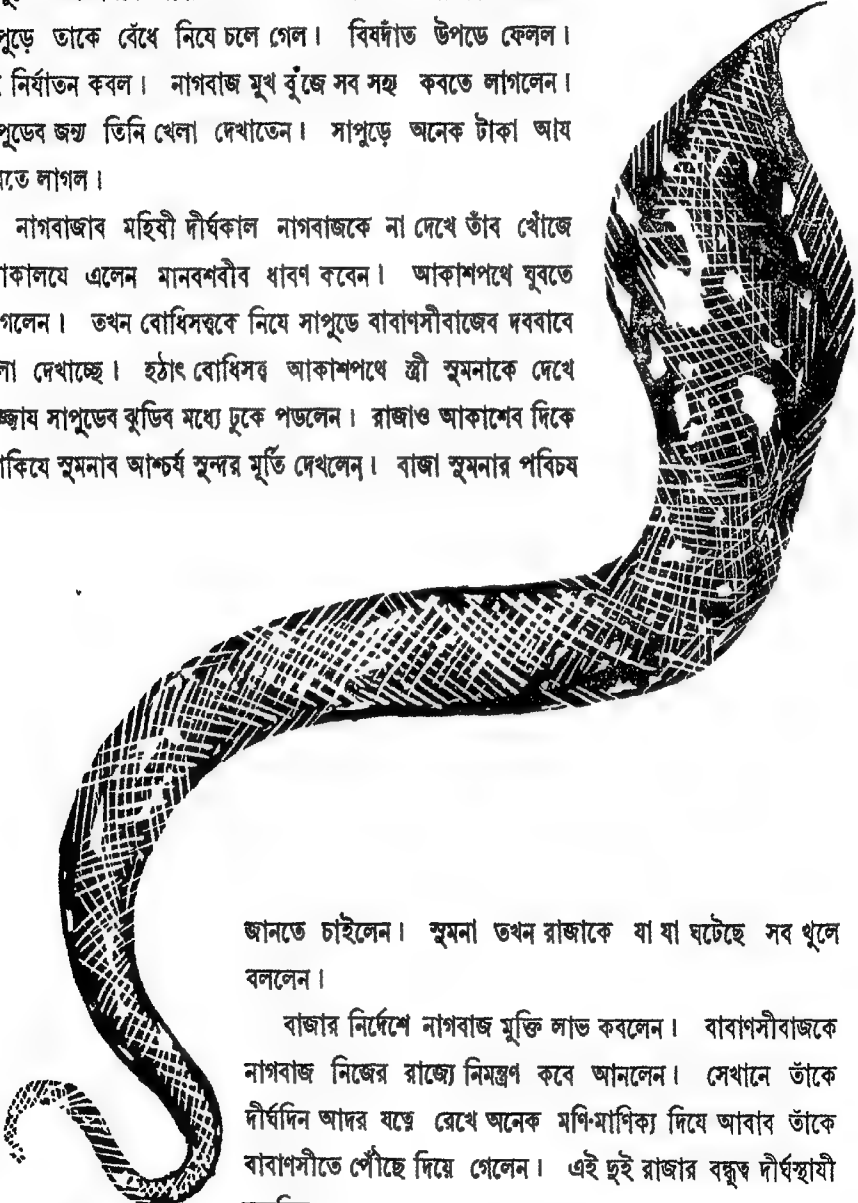 পুড়ে তাকে বেঁধে নিযে চলে গেল। বিষদাঁত উপডে ফেলল।
নির্যাতন কবল। নাগবাজ মুখ বুঁজে সব সহ্য কবতে লাগলেন।
পুডেব জন্য তিনি খেলা দেখাতেন। সাপুড়ে অনেক টাকা আয
তে লাগল।
নাগবাজাব মহিষী দীর্ঘকাল নাগবাজকে না দেখে তাঁব খোঁজে
কালযে এলেন মানবশবীব ধাবণ কবেন। আকাশপথে ঘুবতে
গলেন। তখন বোধিসত্ত্বকে নিযে সাপুডে বাবাণসীবাজেব দববাবে
লা দেখাচ্ছে। হঠাৎ বোধিসত্ব আকাশপথে স্ত্রী সুমনাকে দেখে
জ্জায সাপুডেব ঝুডিব মধ্যে ঢুকে পডলেন। রাজাও আকাশেব দিকে
াকিযে সুমনাব আশ্চর্য সুন্দর মূর্তি দেখলেন। বাজা সুমনার পবিচয
জানতে চাইলেন। সুমনা তখন রাজাকে যা যা ঘটেছে সব খুলে
বললেন।
বাজার নির্দেশে নাগবাজ মুক্তি লাভ কবলেন। বাবাণসীবাজকে
নাগবাজ নিজের রাজ্যে নিমন্ত্রণ কবে আনলেন। সেখানে তাঁকে
দীর্ঘদিন আদর যত্নে রেখে অনেক মণি-মাণিক্য দিযে আবাব তাঁকে
বাবাণসীতে পৌঁছে দিয়ে গেলেন। এই দুই রাজার বন্ধুত্ব দীর্ঘস্থাযী